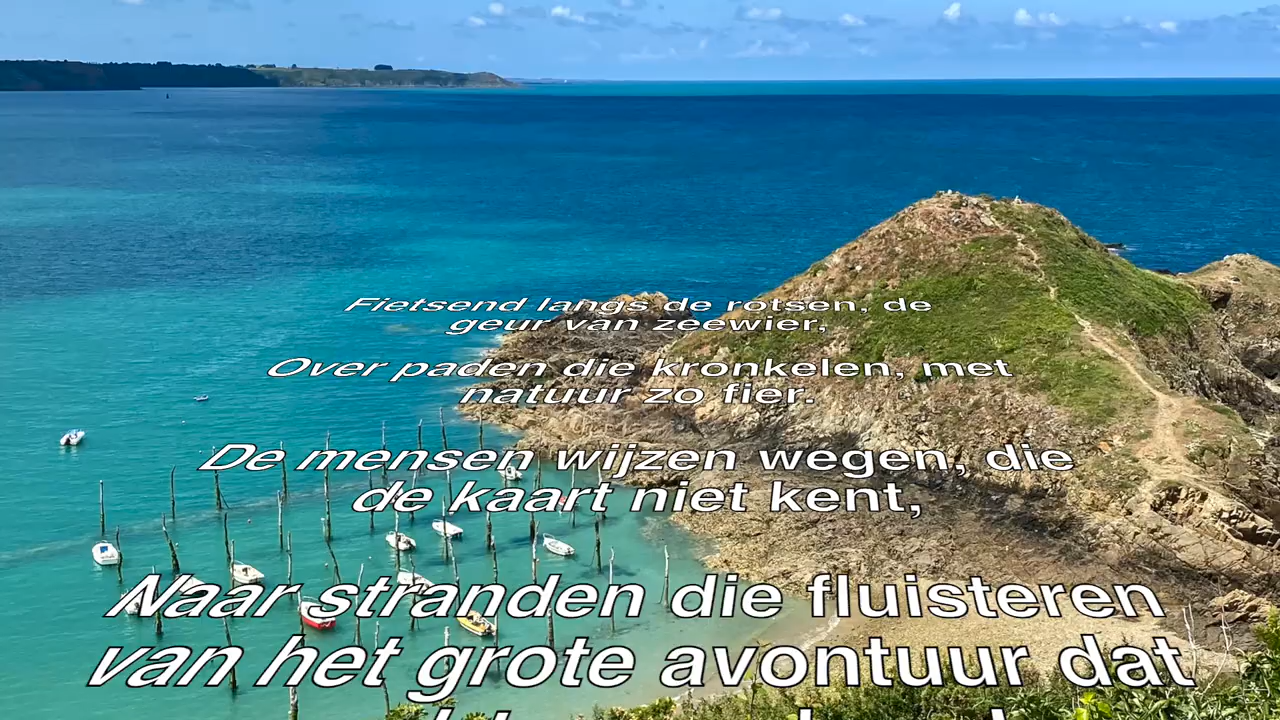 Fietsend langs de rotsen, de
geur van zeewier,
Over paden die kronkelen, met
natuur zo fier.
De mensen wijzen wegen, die
de kaart niet kent,
Naar stranden die fluisteren
van het grote avontuur dat